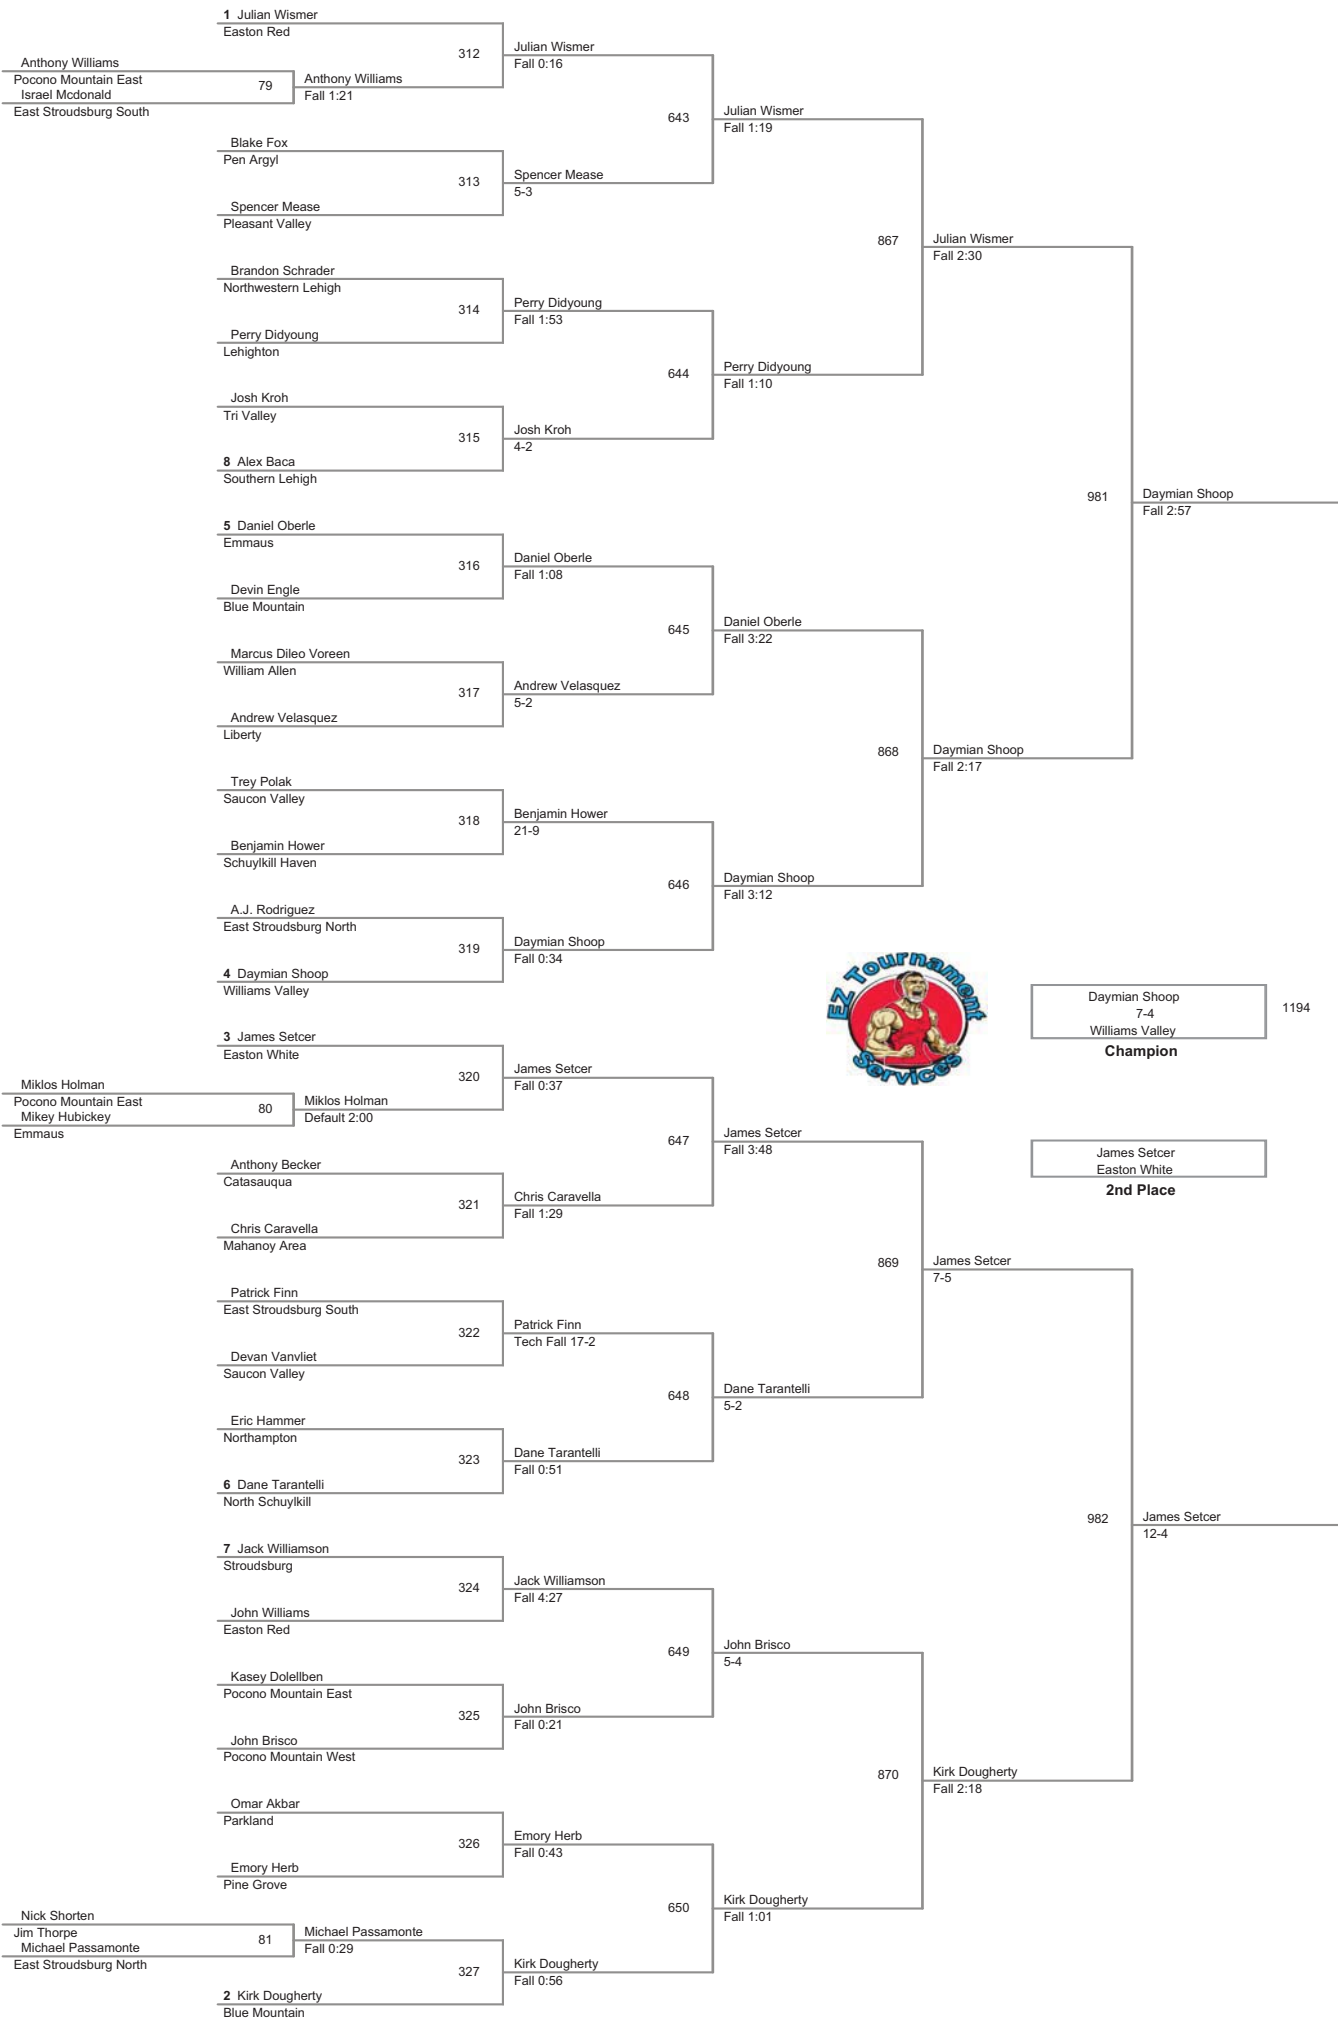 1 Julian Wismer
Easton Red
312
Julian Wismer
Fall 0:16
Anthony Williams
Pocono Mountain East
79
Anthony Williams
Fall 1:21
Israel Mcdonald
East Stroudsburg South
643
Julian Wismer
Fall 1:19
Blake Fox
Pen Argyl
313
Spencer Mease
5-3
Spencer Mease
Pleasant Valley
867
Julian Wismer
Fall 2:30
Brandon Schrader
Northwestern Lehigh
314
Perry Didyoung
Fall 1:53
Perry Didyoung
Lehighton
644
Perry Didyoung
Fall 1:10
Josh Kroh
Tri Valley
315
Josh Kroh
4-2
8 Alex Baca
Southern Lehigh
981
Daymian Shoop
Fall 2:57
5 Daniel Oberle
Emmaus
316
Daniel Oberle
Fall 1:08
Devin Engle
Blue Mountain
645
Daniel Oberle
Fall 3:22
Marcus Dileo Voreen
William Allen
317
Andrew Velasquez
5-2
Andrew Velasquez
Liberty
868
Daymian Shoop
Fall 2:17
Trey Polak
Saucon Valley
318
Benjamin Hower
21-9
Benjamin Hower
Schuylkill Haven
646
Daymian Shoop
Fall 3:12
A.J. Rodriguez
East Stroudsburg North
319
Daymian Shoop
Fall 0:34
4 Daymian Shoop
Williams Valley
EZ Tournament
Services
Daymian Shoop
7-4
Williams Valley
1194
Champion
3 James Setcer
Easton White
320
James Setcer
Fall 0:37
Miklos Holman
Pocono Mountain East
80
Miklos Holman
Default 2:00
Mikey Hubickey
Emmaus
647
James Setcer
Fall 3:48
James Setcer
Easton White
2nd Place
Anthony Becker
Catasauqua
321
Chris Caravella
Fall 1:29
Chris Caravella
Mahanoy Area
869
James Setcer
7-5
Patrick Finn
East Stroudsburg South
322
Patrick Finn
Tech Fall 17-2
Devan Vanvliet
Saucon Valley
648
Dane Tarantelli
5-2
Eric Hammer
Northampton
323
Dane Tarantelli
Fall 0:51
6 Dane Tarantelli
North Schuylkill
982
James Setcer
12-4
7 Jack Williamson
Stroudsburg
324
Jack Williamson
Fall 4:27
John Williams
Easton Red
649
John Brisco
5-4
Kasey Dolellben
Pocono Mountain East
325
John Brisco
Fall 0:21
John Brisco
Pocono Mountain West
870
Kirk Dougherty
Fall 2:18
Omar Akbar
Parkland
326
Emory Herb
Fall 0:43
Emory Herb
Pine Grove
650
Kirk Dougherty
Fall 1:01
Nick Shorten
Jim Thorpe
81
Michael Passamonte
Fall 0:29
Michael Passamonte
East Stroudsburg North
327
Kirk Dougherty
Fall 0:56
2 Kirk Dougherty
Blue Mountain